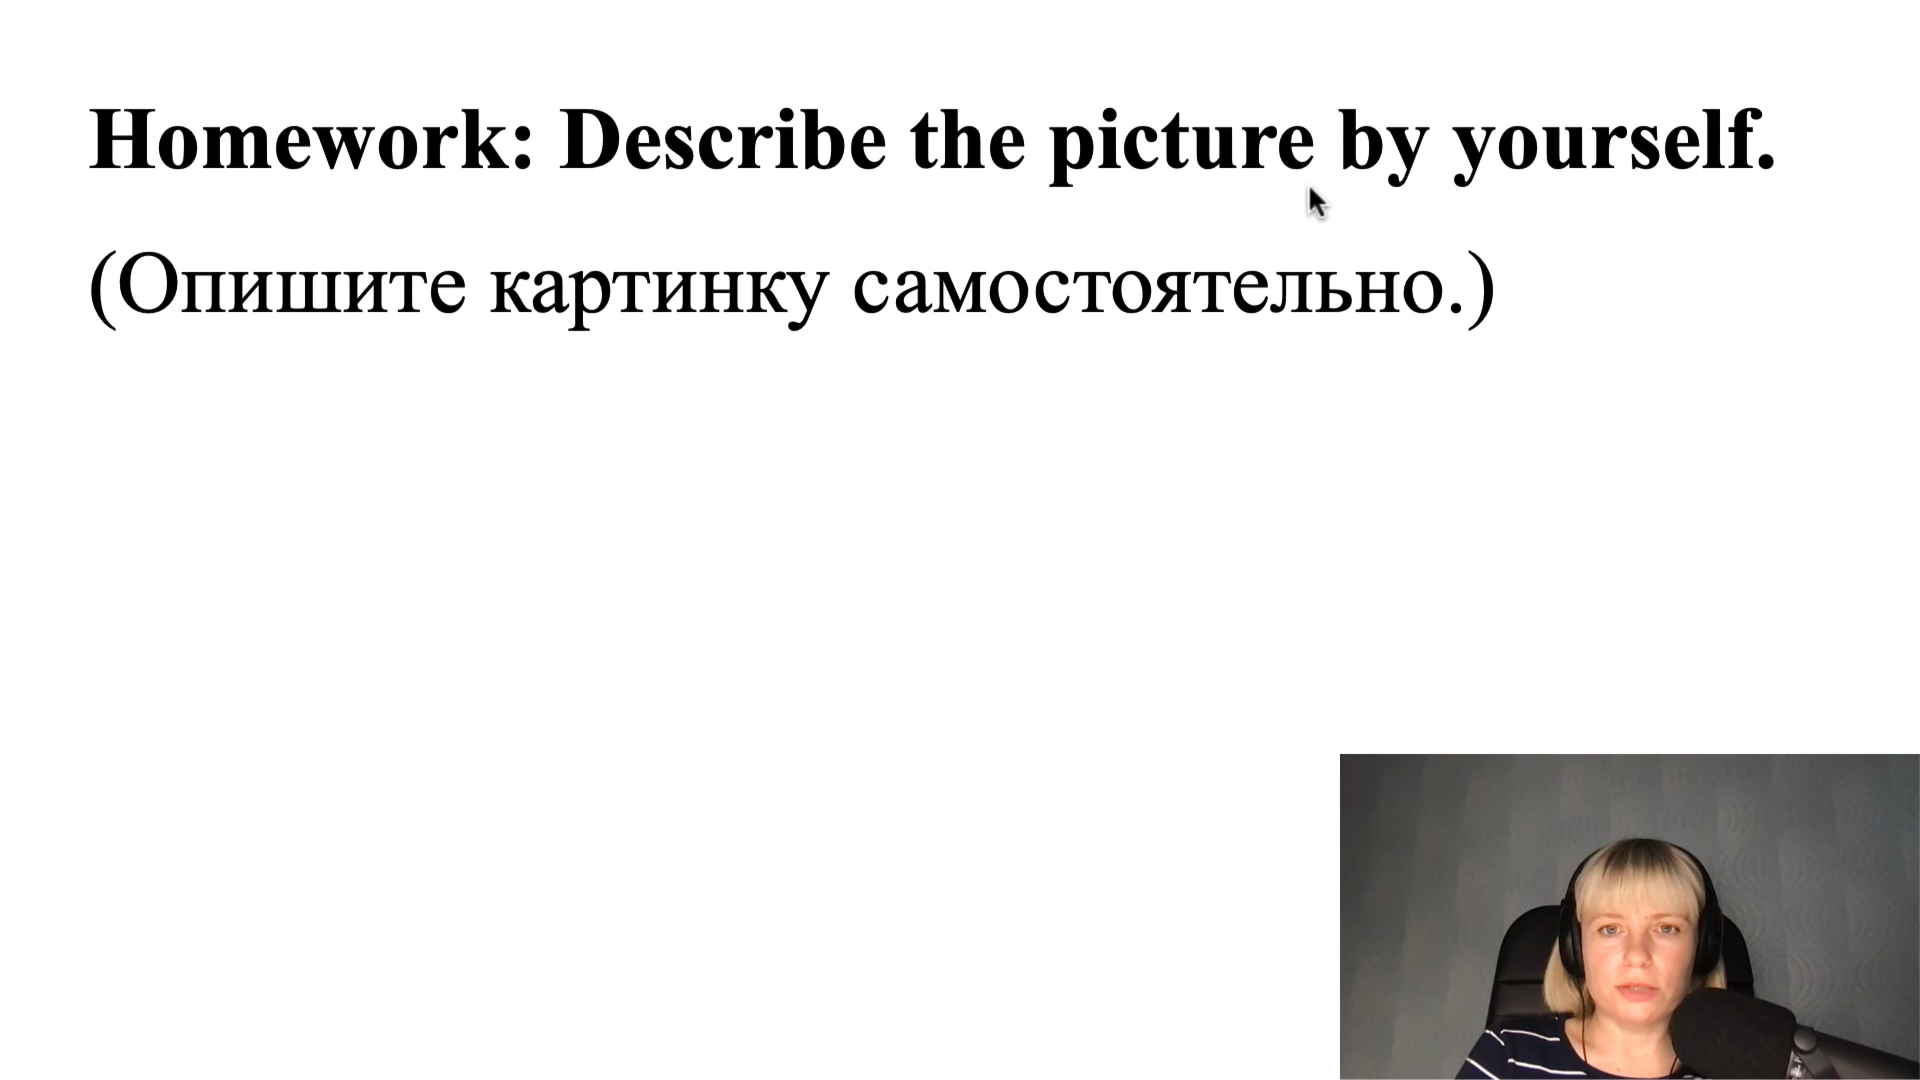 Homework: Describe the picture by yourself.
(Опишите картинку самостоятельно.)